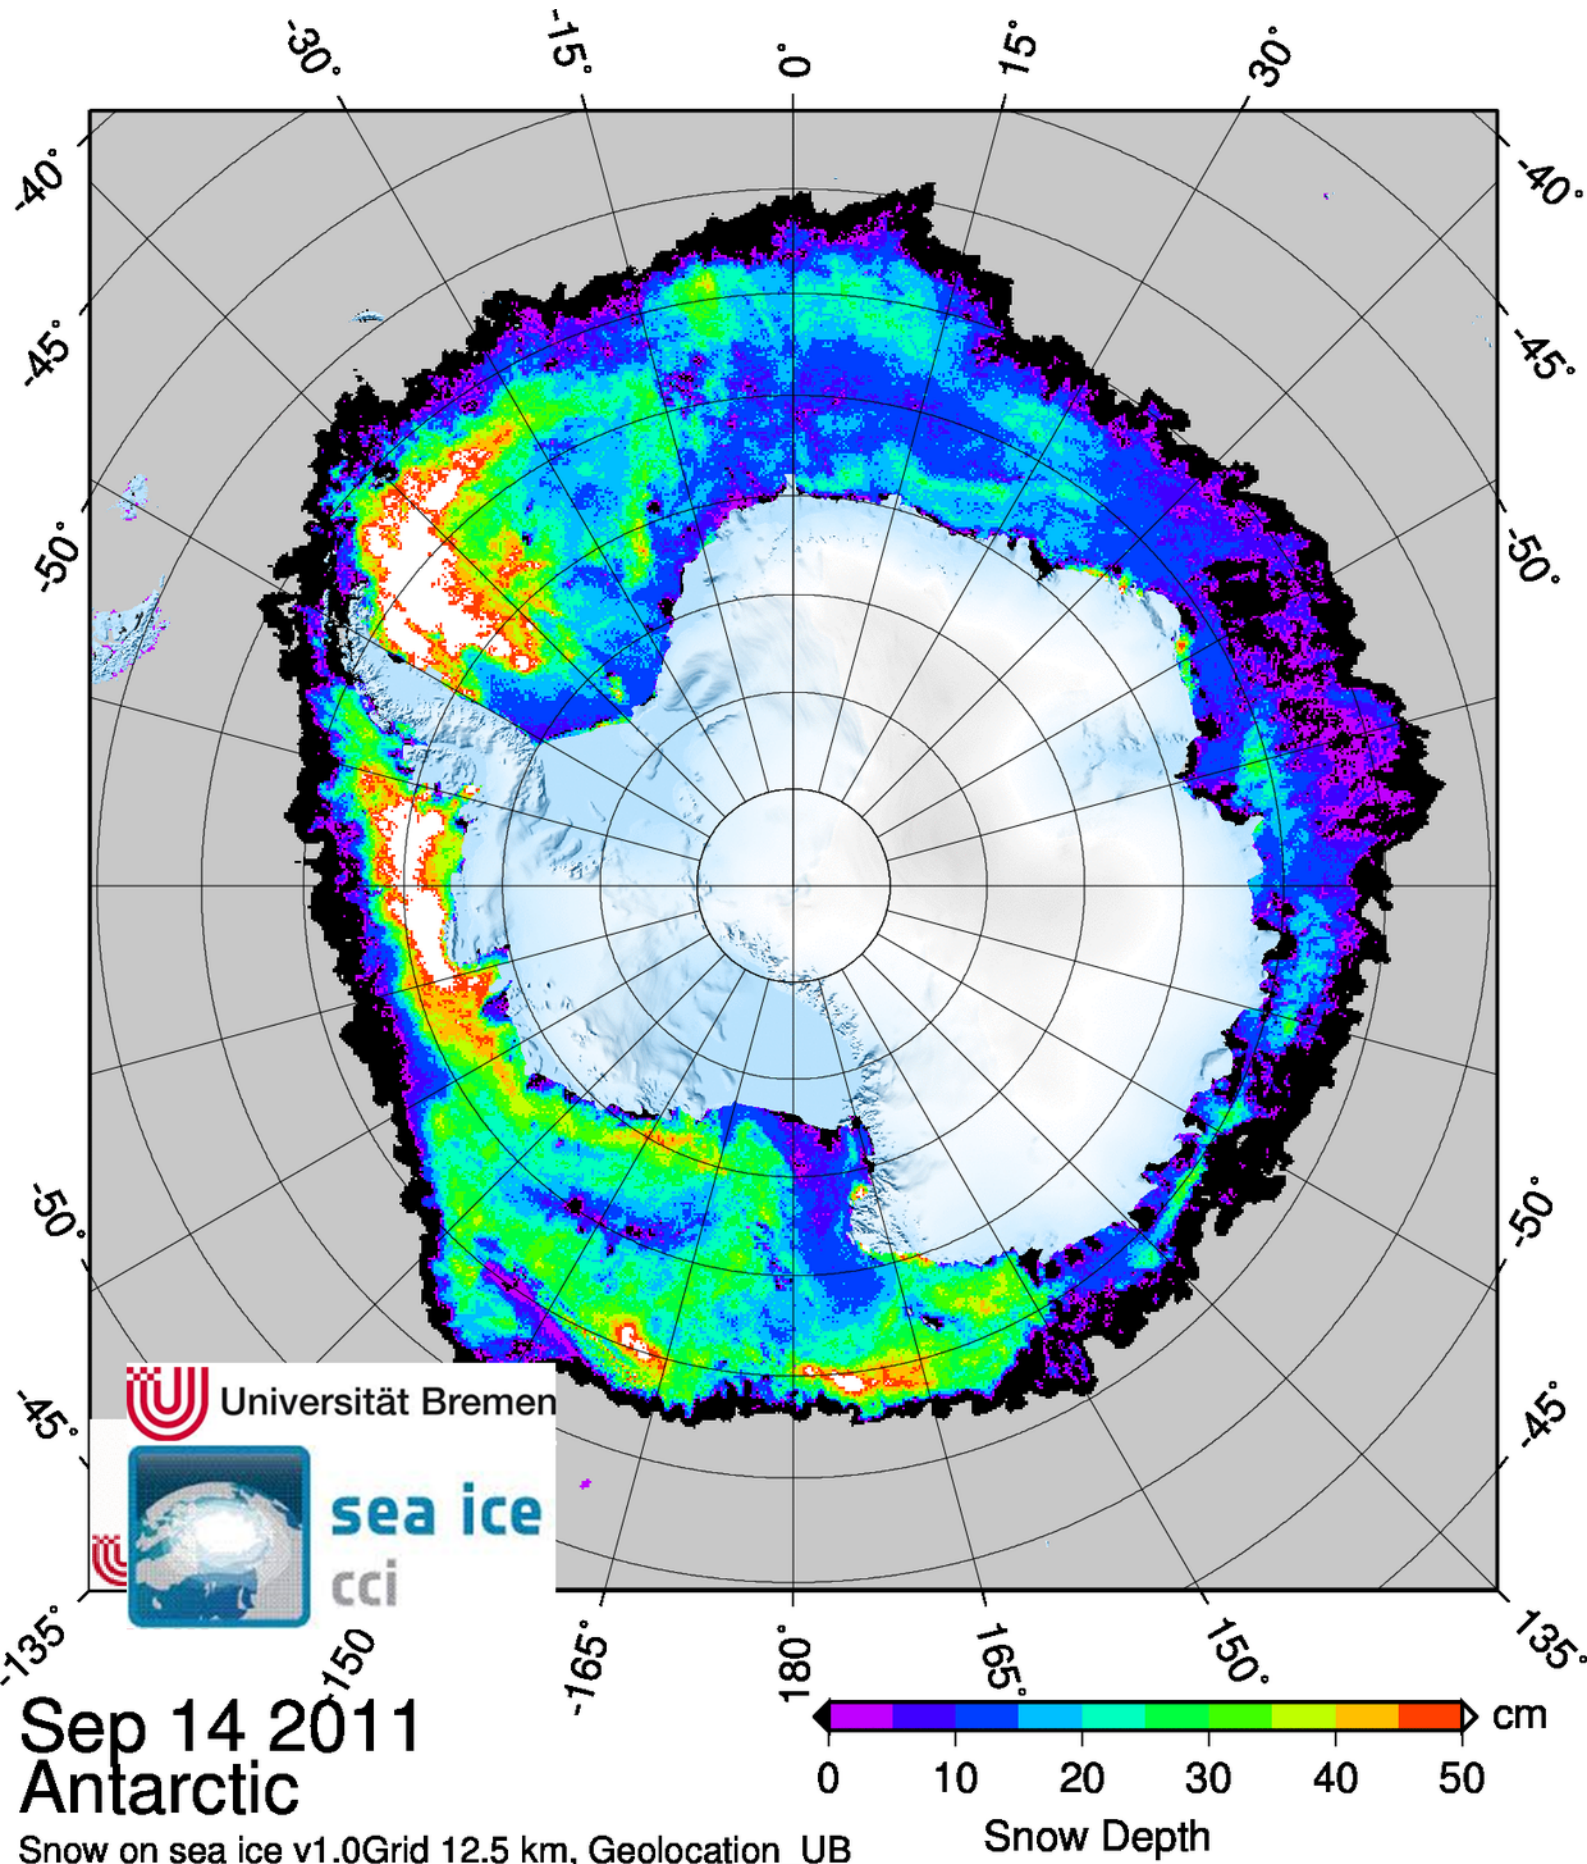 -30° -15° 0° 15° 30°
-40° -40°
-45° -45°
-50° -50°
-50° -50°
-45° -45°
Universität Bremen
sea ice
cci
-135° -150 -165° 180° 165° 150° 135°
Sep 14 2011
Antarctic
Snow on sea ice v1.0Grid 12.5 km, Geolocation UB
cm
0 10 20 30 40 50
Snow Depth